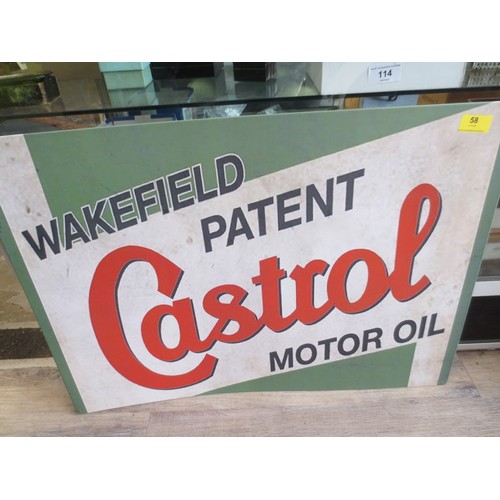 114
58
WAKEFIELD
PATENT
Castrol
MOTOR OIL